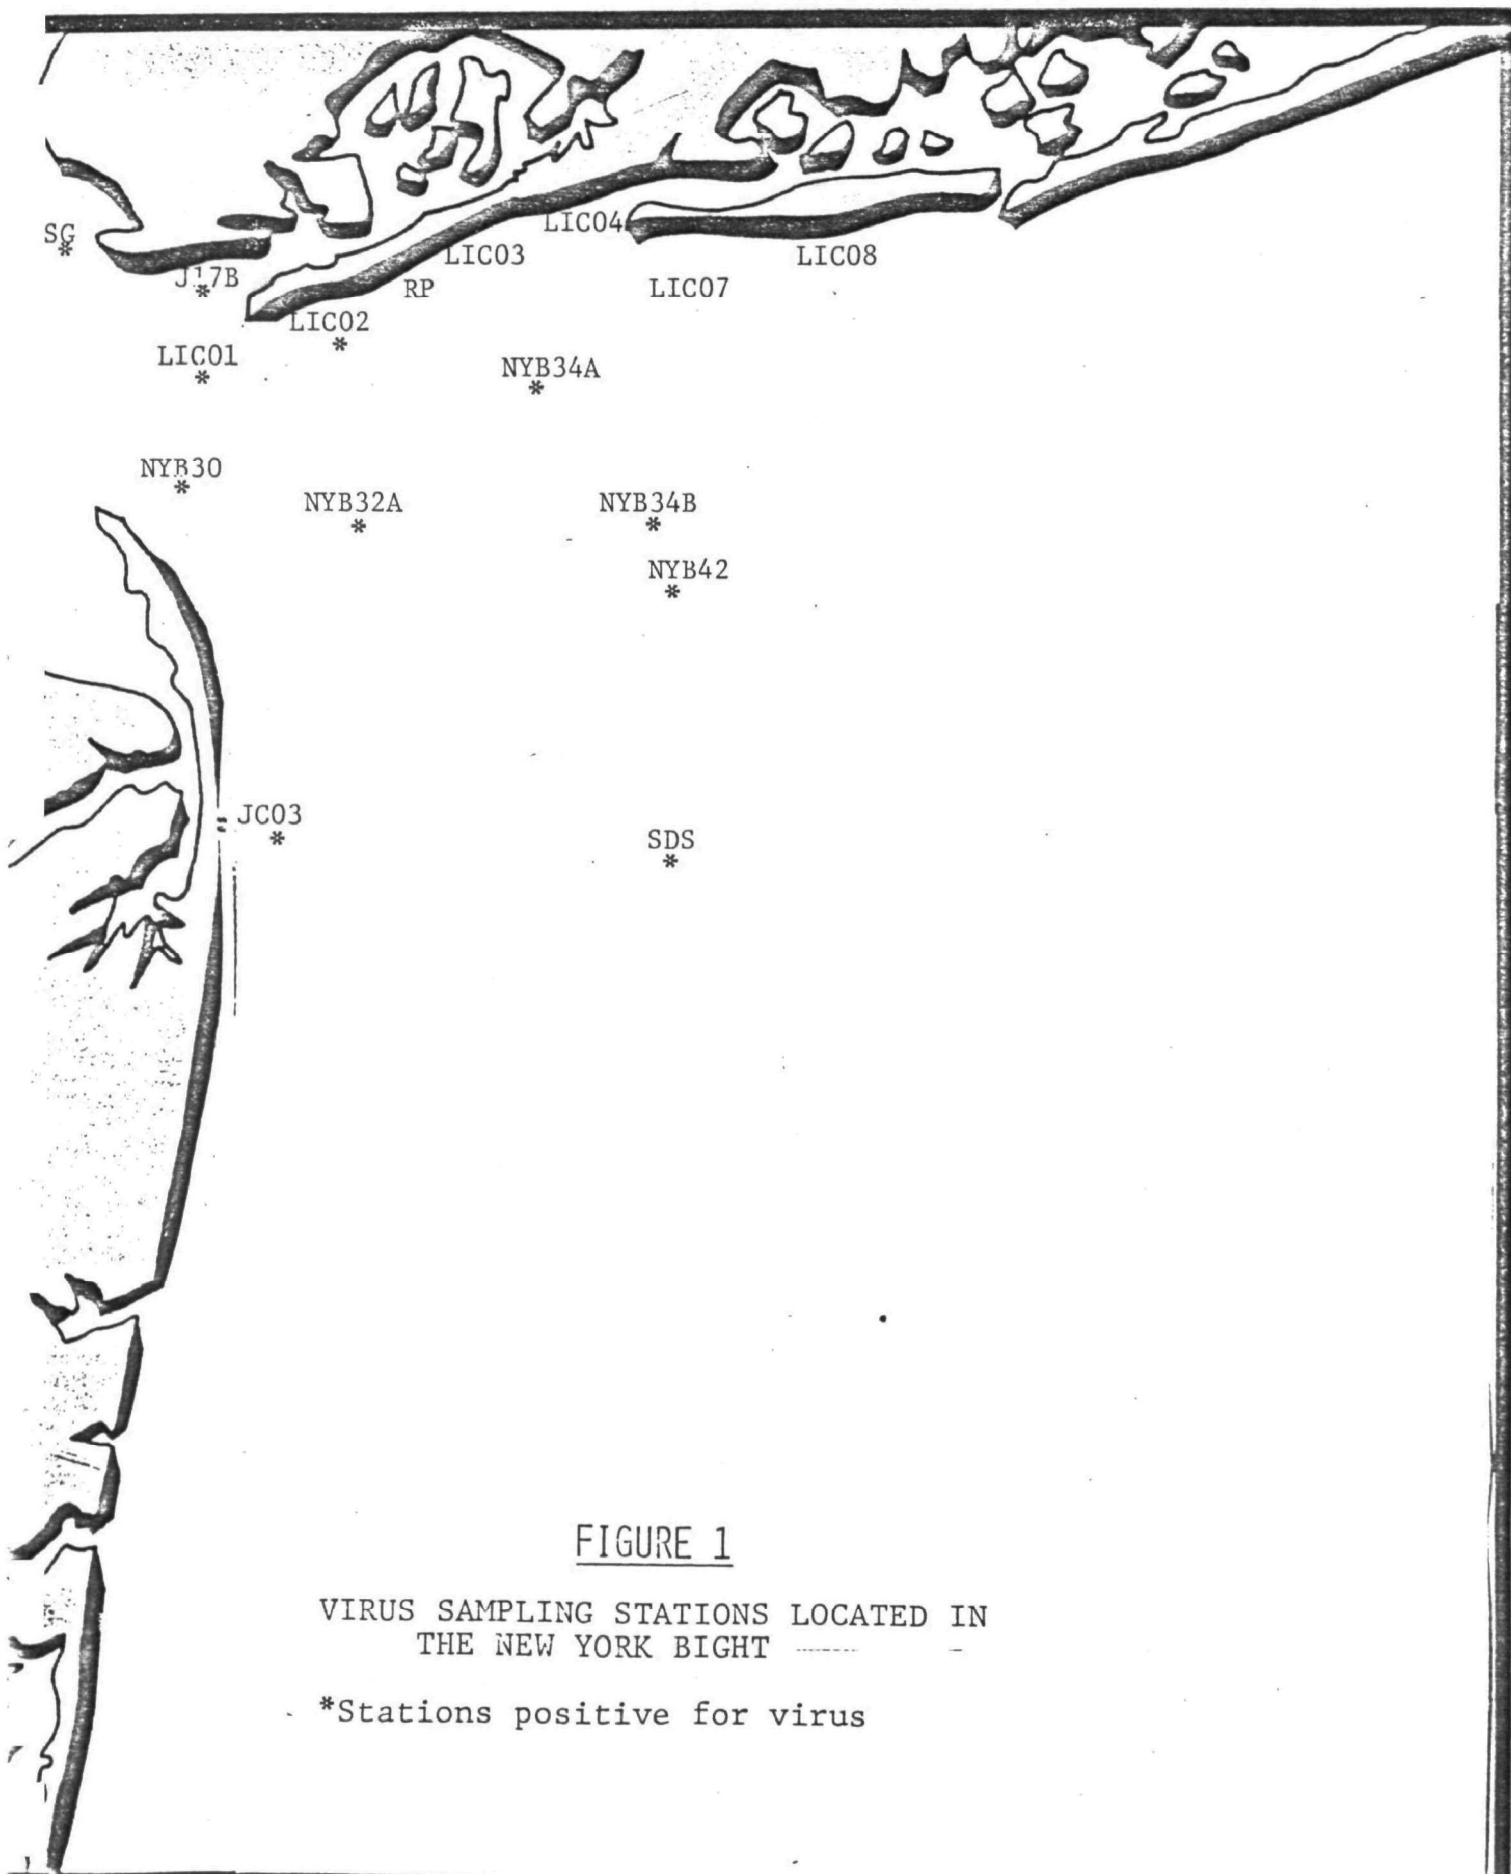 LIC04
SG
*
LIC03
LIC08
J17B
*
RP
LIC07
LIC02
*
LIC01
*
NYB34A
*
NYB30
*
NYB32A
*
NYB34B
*
NYB42
*
JC03
*
SDS
*
FIGURE 1
VIRUS SAMPLING STATIONS LOCATED IN
THE NEW YORK BIGHT
*Stations positive for virus